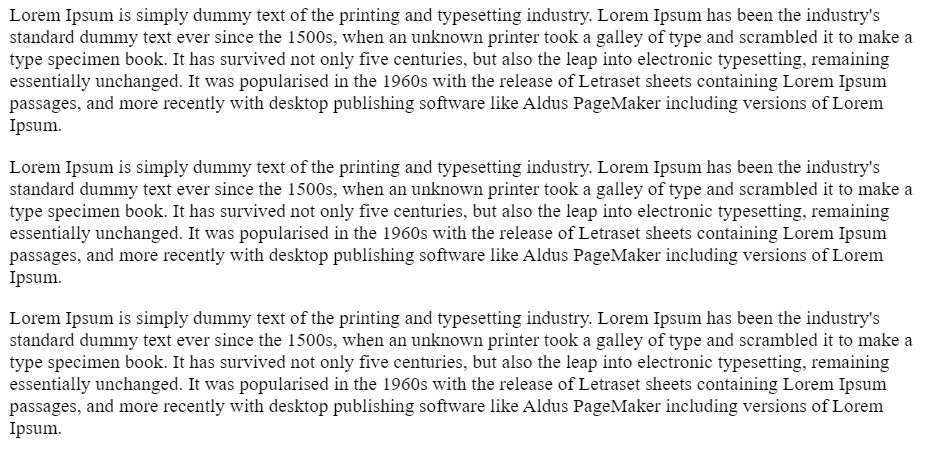 Lorem Ipsum is simply dummy text of the printing and typesetting industry. Lorem Ipsum has been the industry's
standard dummy text ever since the 1500s, when an unknown printer took a galley of type and scrambled it to make a
type specimen book. It has survived not only five centuries, but also the leap into electronic typesetting, remaining
essentially unchanged. It was popularised in the 1960s with the release of Letraset sheets containing Lorem Ipsum
passages, and more recently with desktop publishing software like Aldus PageMaker including versions of Lorem
Ipsum.

Lorem Ipsum is simply dummy text of the printing and typesetting industry. Lorem Ipsum has been the industry's
standard dummy text ever since the 1500s, when an unknown printer took a galley of type and scrambled it to make a
type specimen book. It has survived not only five centuries, but also the leap into electronic typesetting, remaining
essentially unchanged. It was popularised in the 1960s with the release of Letraset sheets containing Lorem Ipsum
passages, and more recently with desktop publishing software like Aldus PageMaker including versions of Lorem
Ipsum.

Lorem Ipsum is simply dummy text of the printing and typesetting industry. Lorem Ipsum has been the industry's
standard dummy text ever since the 1500s, when an unknown printer took a galley of type and scrambled it to make a
type specimen book. It has survived not only five centuries, but also the leap into electronic typesetting, remaining
essentially unchanged. It was popularised in the 1960s with the release of Letraset sheets containing Lorem Ipsum
passages, and more recently with desktop publishing software like Aldus PageMaker including versions of Lorem
Ipsum.